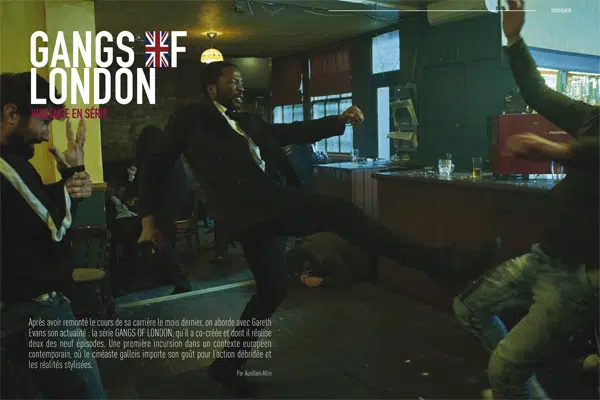 DOSSIER
GANGS OF
LONDON
VIOLENCE EN SÉRIE
Après avoir remonté le cours de sa carrière le mois dernier, on aborde avec Gareth
Evans son actualité : la série GANGS OF LONDON, qu'il a co-créée et dont il réalise
deux des neuf épisodes. Une première incursion dans un contexte européen
contemporain, où le cinéaste gallois importe son goût pour l'action débridée et
les réalités stylisées.
Par Aurélien Allin